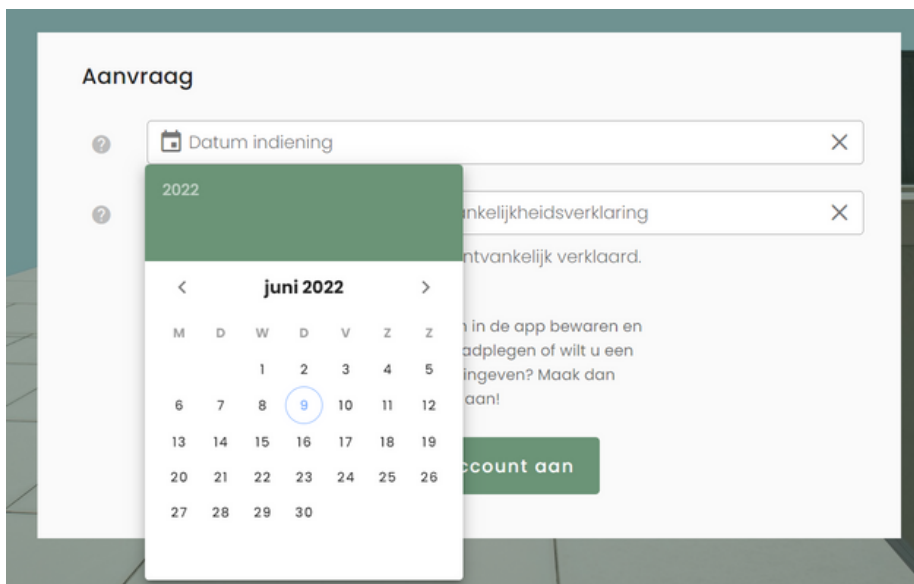 Aanvraag
Datum indiening
2022
nkelijkheidsverklaring
ntvankelijk verklaard.
juni 2022
M D W D V Z Z
in de app bewaren en
adplegen of wilt u een
1 2 3 4 5
ingeven? Maak dan
6 7 8 9 10 11 12
aan!
13 14 15 16 17 18 19
ccount aan
20 21 22 23 24 25 26
27 28 29 30